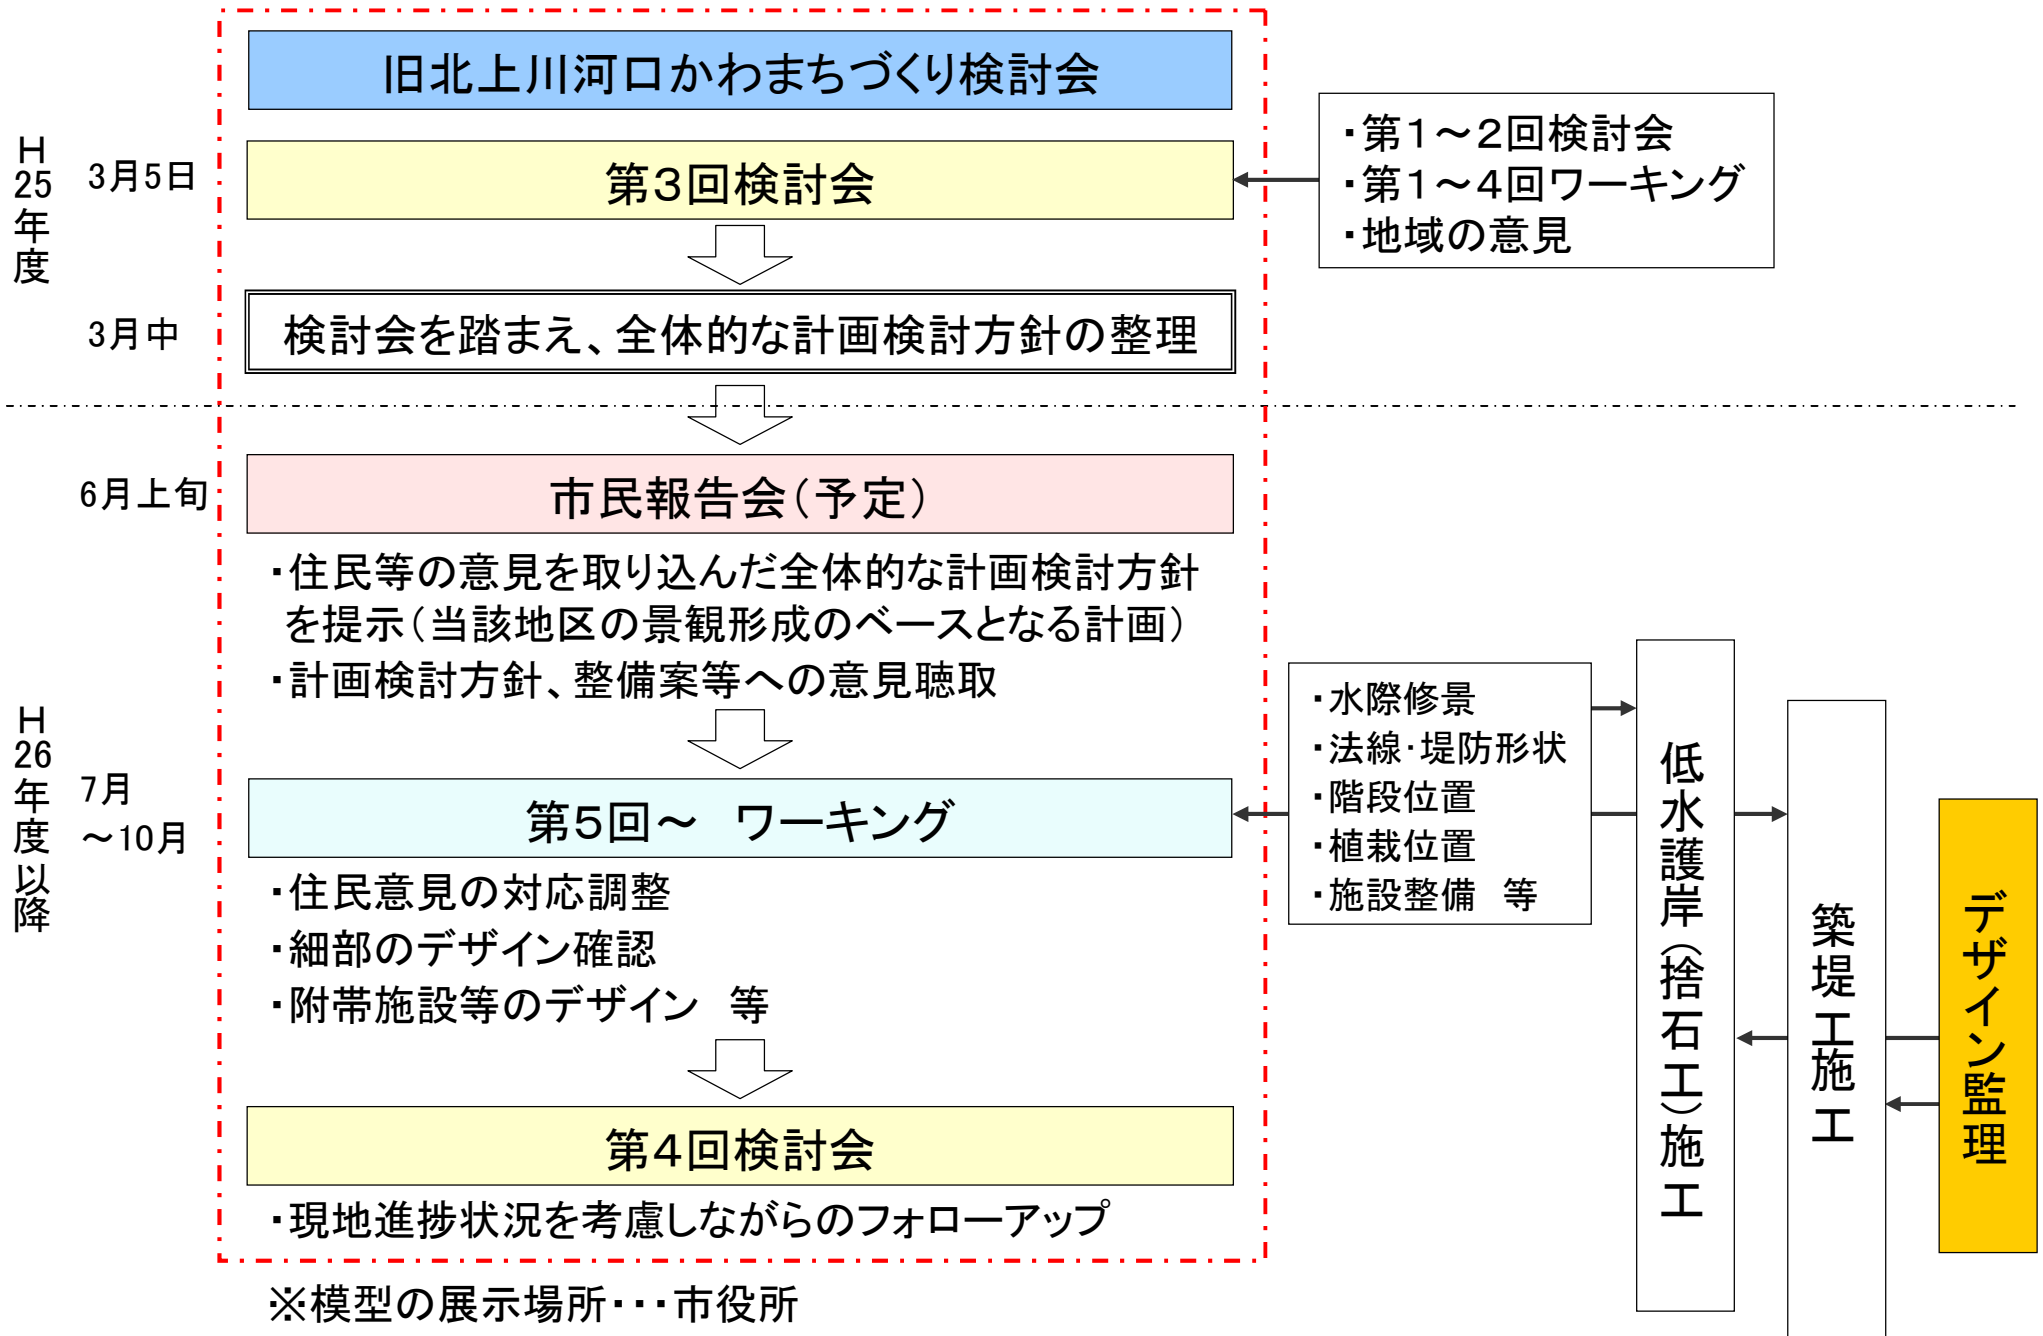 旧北上川河口かわまちづくり検討会
H25年度
3月5日
第3回検討会
・第1～2回検討会
・第1～4回ワーキング
・地域の意見
3月中
検討会を踏まえ、全体的な計画検討方針の整理
H26年度以降
6月上旬
市民報告会（予定）
・住民等の意見を取り込んだ全体的な計画検討方針
を提示（当該地区の景観形成のベースとなる計画）
・計画検討方針、整備案等への意見聴取
7月
～10月
第5回～　ワーキング
・住民意見の対応調整
・細部のデザイン確認
・附帯施設等のデザイン　等
・水際修景
・法線・堤防形状
・階段位置
・植栽位置
・施設整備　等
低水護岸（捨石工）施工
築堤工施工
デザイン監理
第4回検討会
・現地進捗状況を考慮しながらのフォローアップ
※模型の展示場所・・・市役所